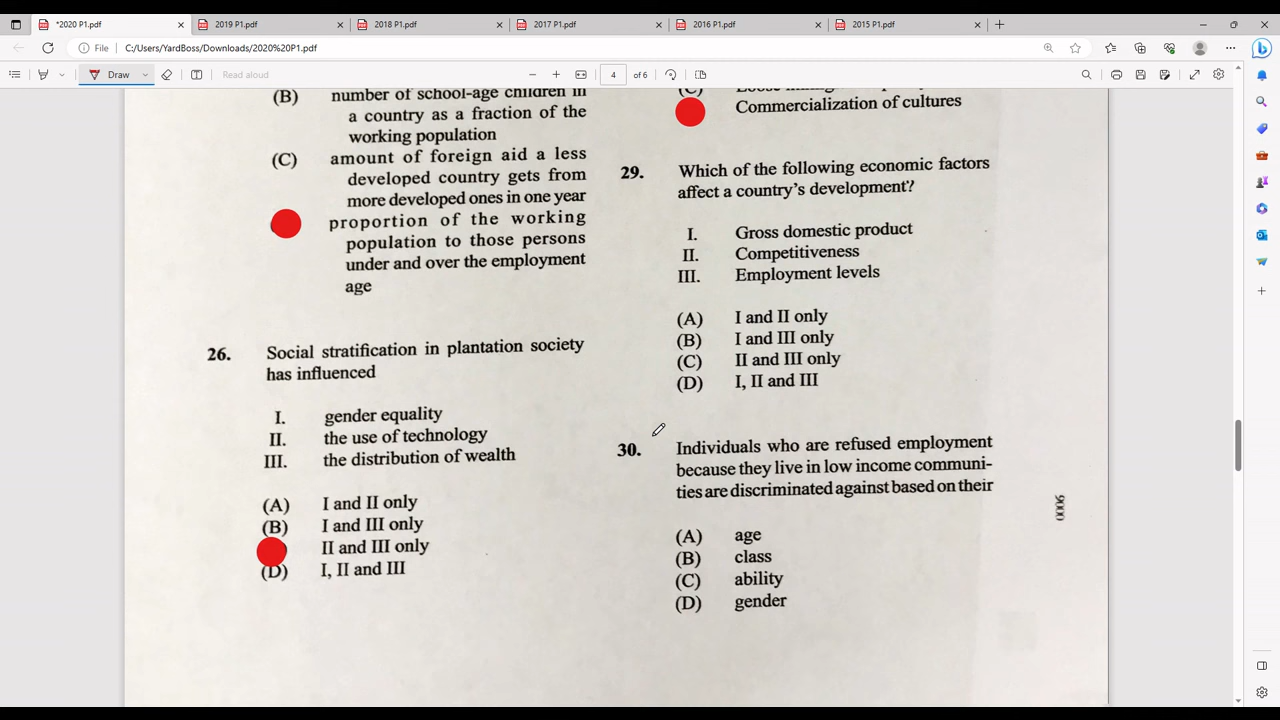 *2020 P1.pdf
2019 P1.pdf
2018 P1.pdf
2017 P1.pdf
2016 P1.pdf
2015 P1.pdf
File
C:/Users/YardBoss/Downloads/2020%20P1.pdf
Draw
Read aloud
4
of 6
(B) number of school-age children in
a country as a fraction of the
working population
(C) amount of foreign aid a less
developed country gets from
more developed ones in one year
proportion of the working
population to those persons
under and over the employment
age
26. Social stratification in plantation society
has influenced
I. gender equality
II. the use of technology
III. the distribution of wealth
(A) I and II only
(B) I and III only
II and III only
(D) I, II and III
(C)
Commercialization of cultures
29. Which of the following economic factors
affect a country's development?
I. Gross domestic product
II. Competitiveness
III. Employment levels
(A) I and II only
(B) I and III only
(C) II and III only
(D) I, II and III
30. Individuals who are refused employment
because they live in low income communi-
ties are discriminated against based on their
(A) age
(B) class
(C) ability
(D) gender
0006